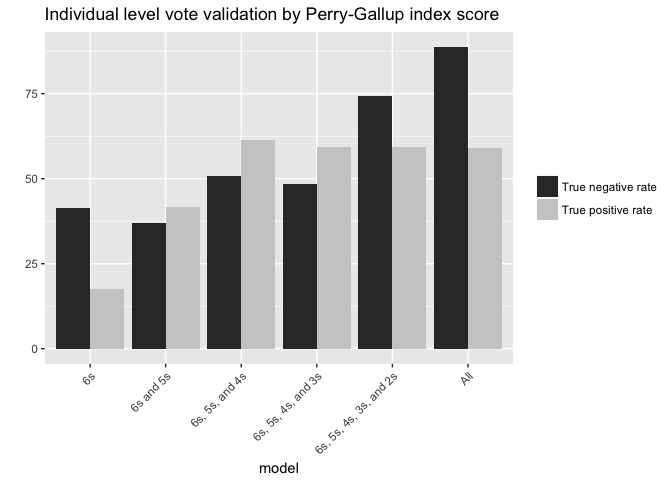 Individual level vote validation by Perry-Gallup index score
75
50
25
0
True negative rate
True positive rate
6s
6s and 5s
6s, 5s, and 4s
6s, 5s, 4s, and 3s
6s, 5s, 4s, 3s, and 2s
All
model